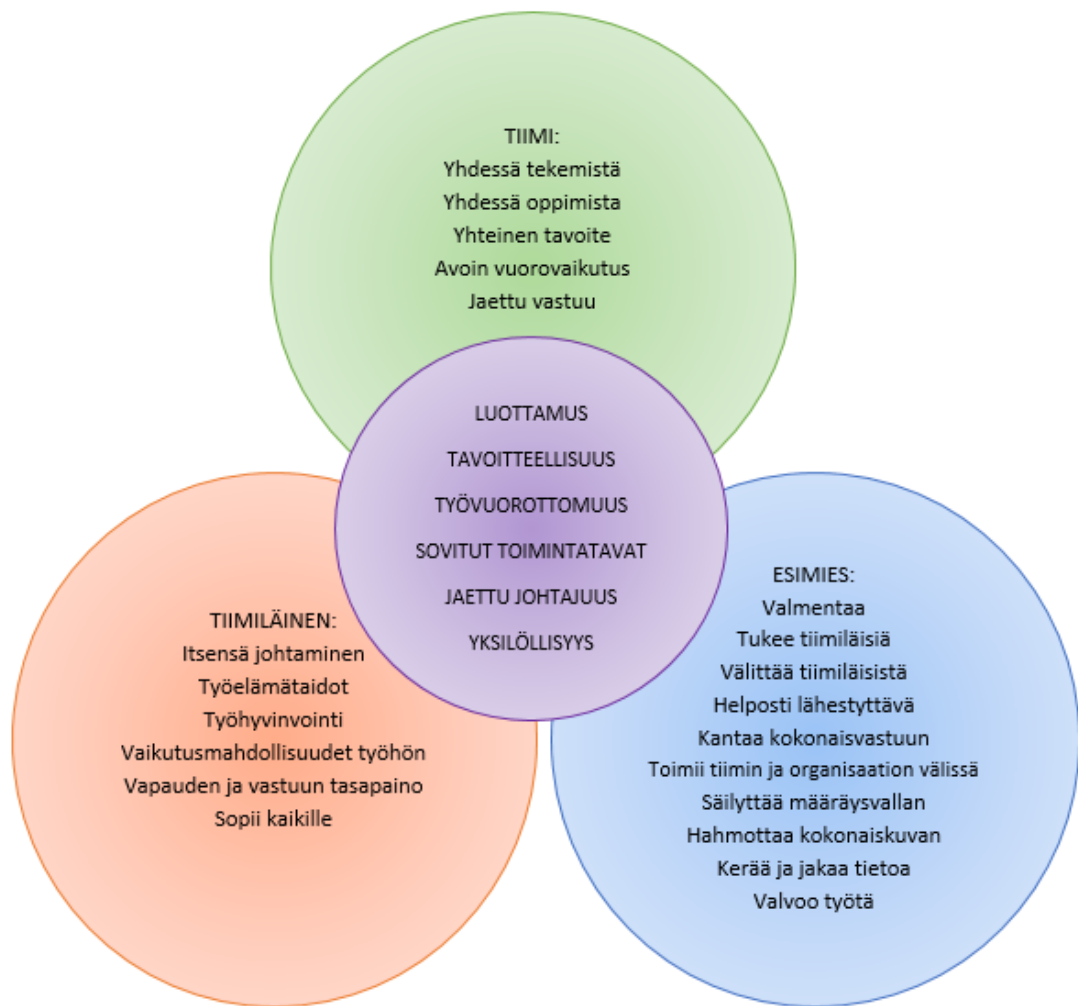 TIIMI:
Yhdessä tekemistä
Yhdessä oppimista
Yhteinen tavoite
Avoin vuorovaikutus
Jaettu vastuu
LUOTTAMUS
TAVOITTEELLISUUS
TYÖVUOROTTOMUUS
SOVITUT TOIMINTATAVAT
JAETTU JOHTAJUUS
YKSILÖLLISYYS
TIIMILÄINEN:
Itsensä johtaminen
Työelämätaidot
Työhyvinvointi
Vaikutusmahdollisuudet työhön
Vapauden ja vastuun tasapaino
Sopii kaikille
ESIMIES:
Valmentaa
Tukee tiimiläisiä
Välittää tiimiläisistä
Helposti lähestyttävä
Kantaa kokonaisvastuun
Toimii tiimin ja organisaation välissä
Säilyttää määräysvallan
Hahmottaa kokonaiskuvan
Kerää ja jakaa tietoa
Valvoo työtä